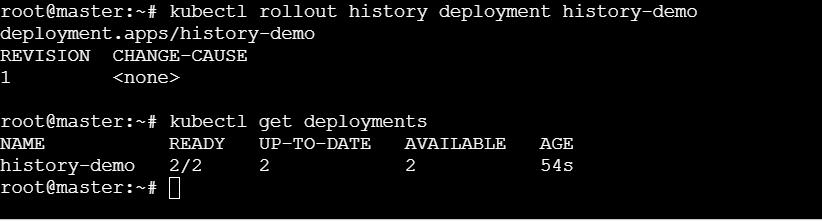 root@master:~# kubectl rollout history deployment history-demo
deployment.apps/history-demo
REVISION  CHANGE-CAUSE
1         <none>

root@master:~# kubectl get deployments
NAME           READY   UP-TO-DATE   AVAILABLE   AGE
history-demo   2/2     2            2           54s
root@master:~#